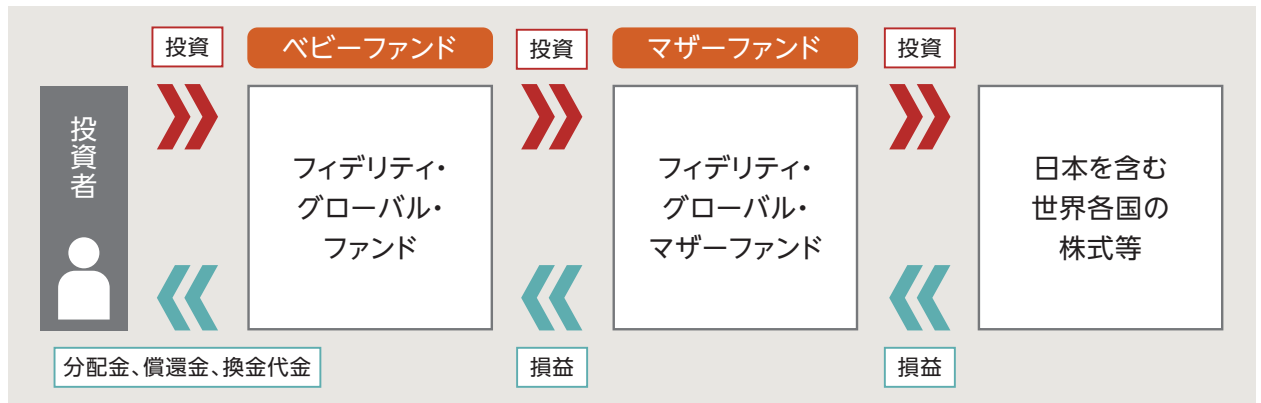 投資
ベビーファンド
投資
マザーファンド
投資
投資者
フィデリティ・
グローバル・
ファンド
フィデリティ・
グローバル・
マザーファンド
日本を含む
世界各国の
株式等
分配金、償還金、換金代金
損益
損益